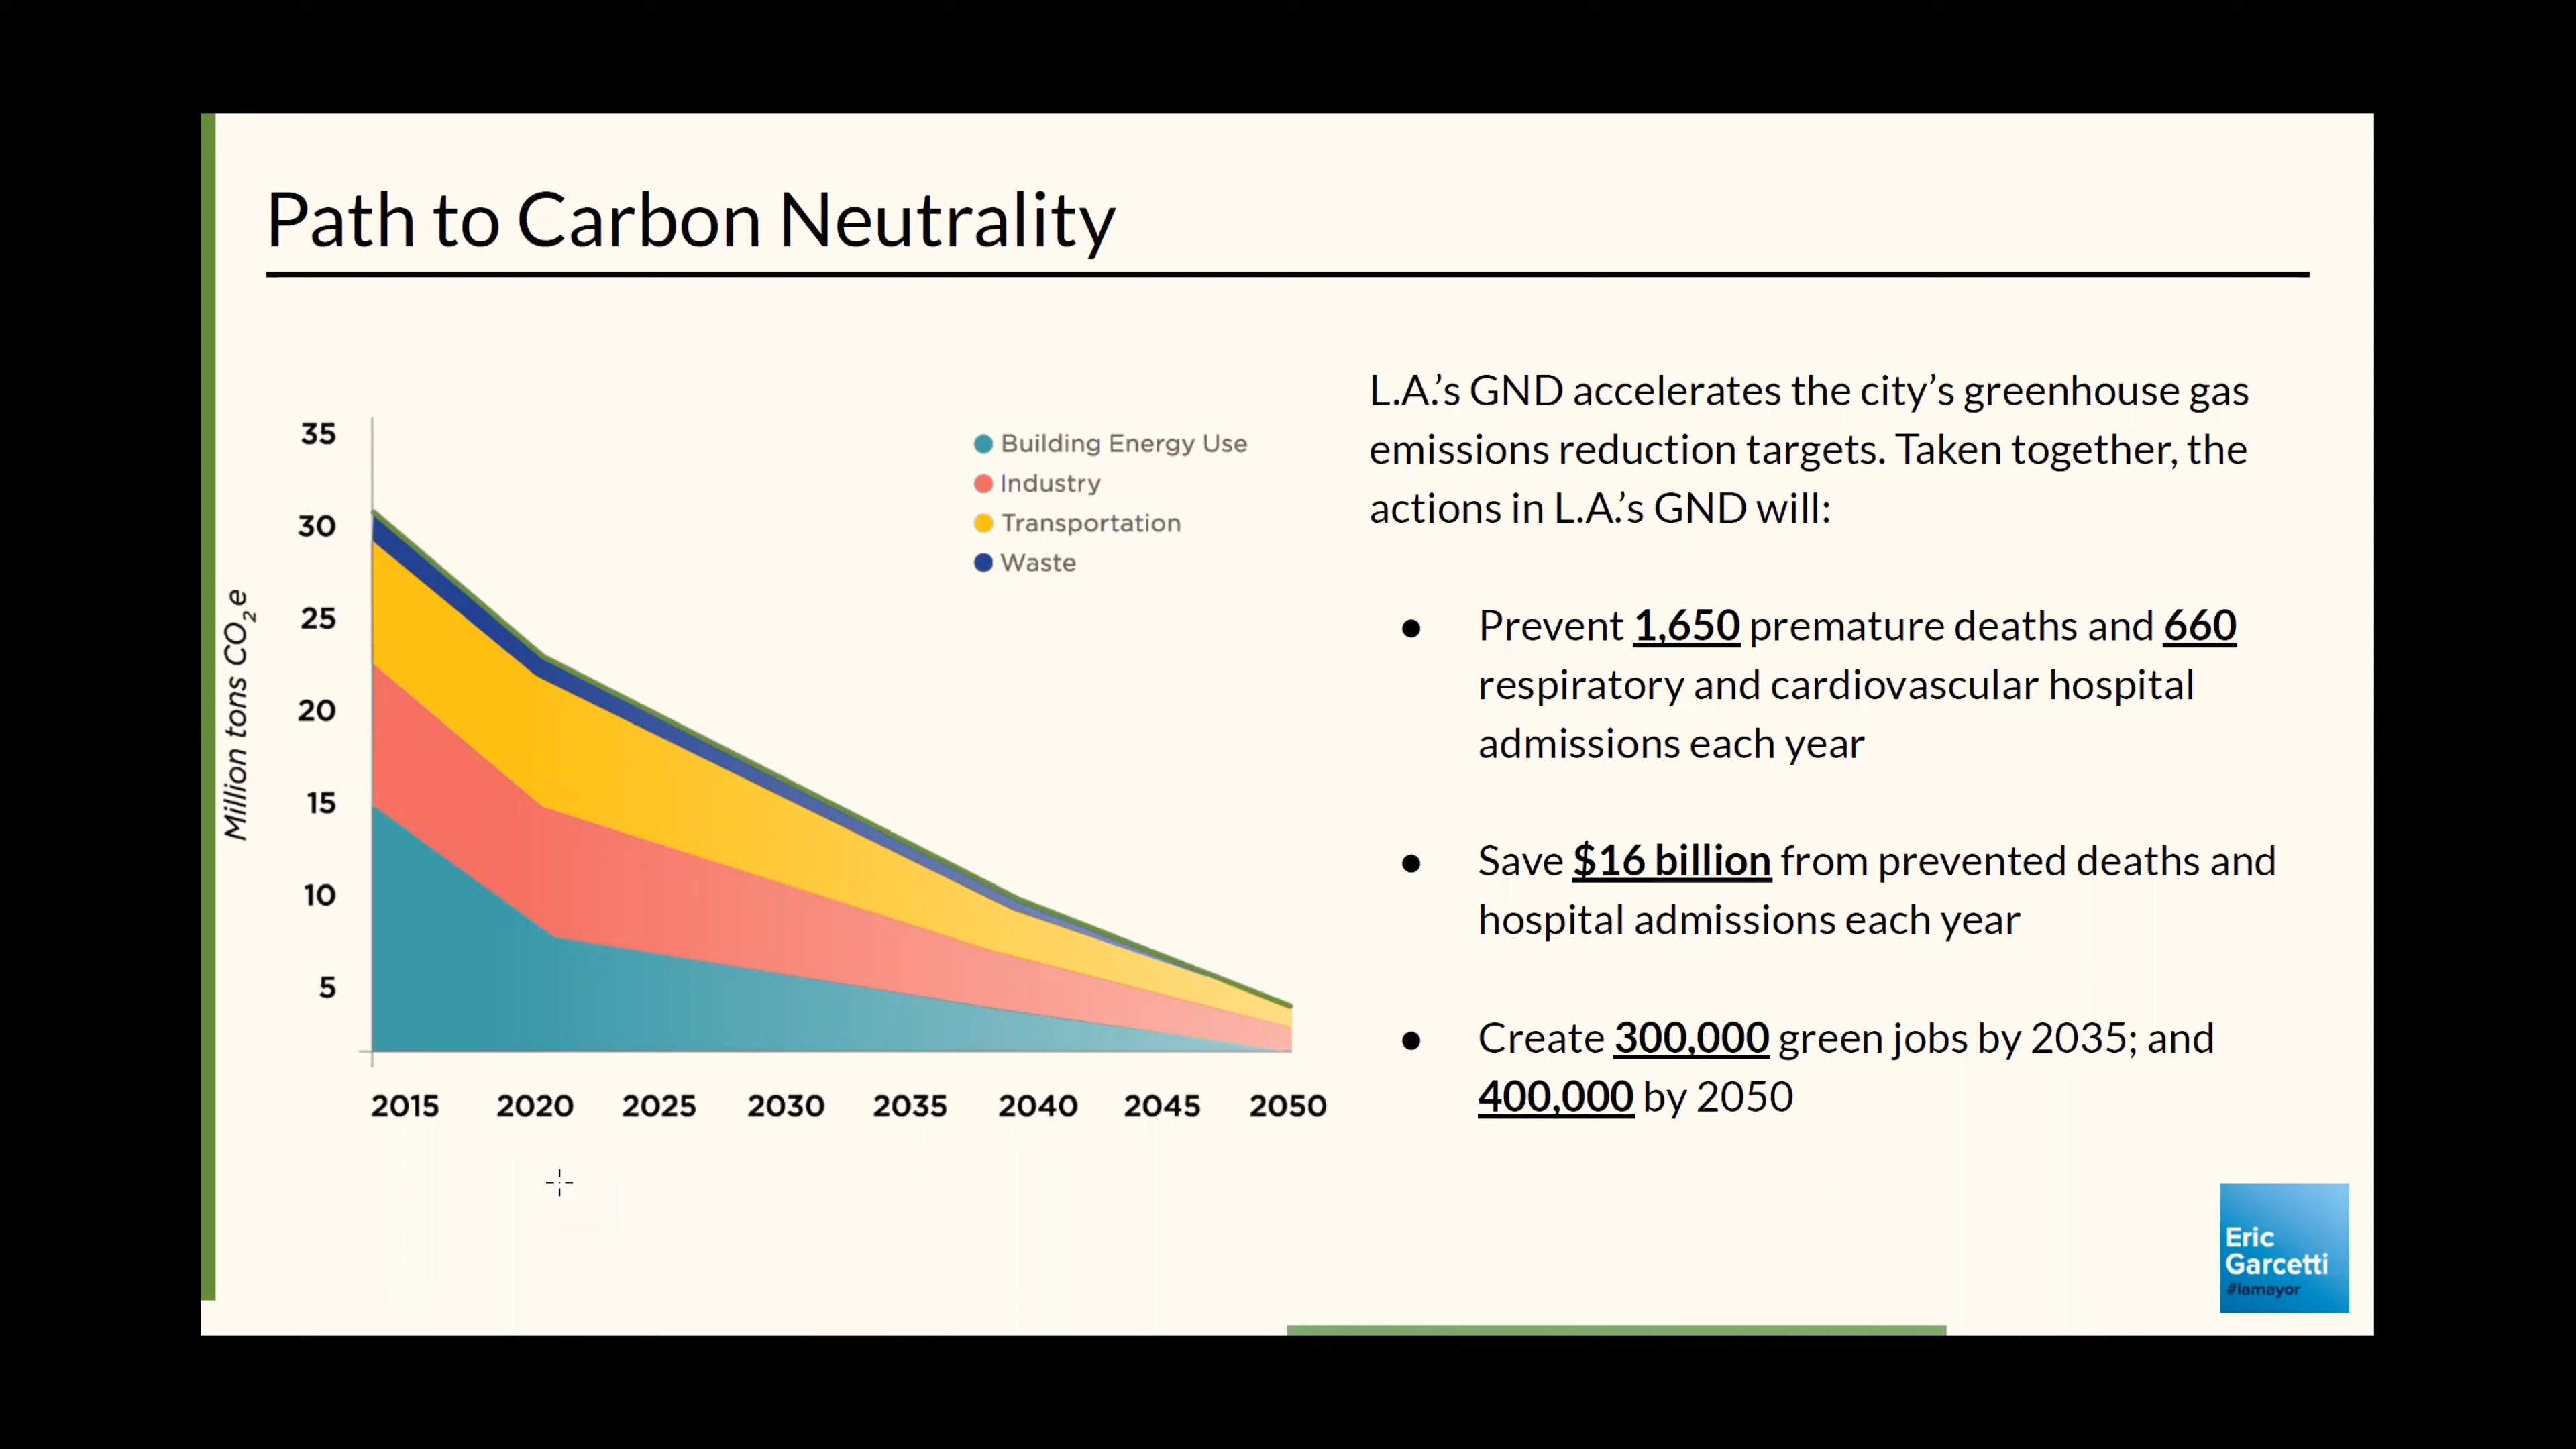 Path to Carbon Neutrality
35
30
25
20
15
10
5
Million tons CO₂e
Building Energy Use
Industry
Transportation
Waste
2015 2020 2025 2030 2035 2040 2045 2050
L.A.’s GND accelerates the city’s greenhouse gas
emissions reduction targets. Taken together, the
actions in L.A.’s GND will:
● Prevent 1,650 premature deaths and 660
respiratory and cardiovascular hospital
admissions each year
● Save $16 billion from prevented deaths and
hospital admissions each year
● Create 300,000 green jobs by 2035; and
400,000 by 2050
Eric
Garcetti
#lamayor